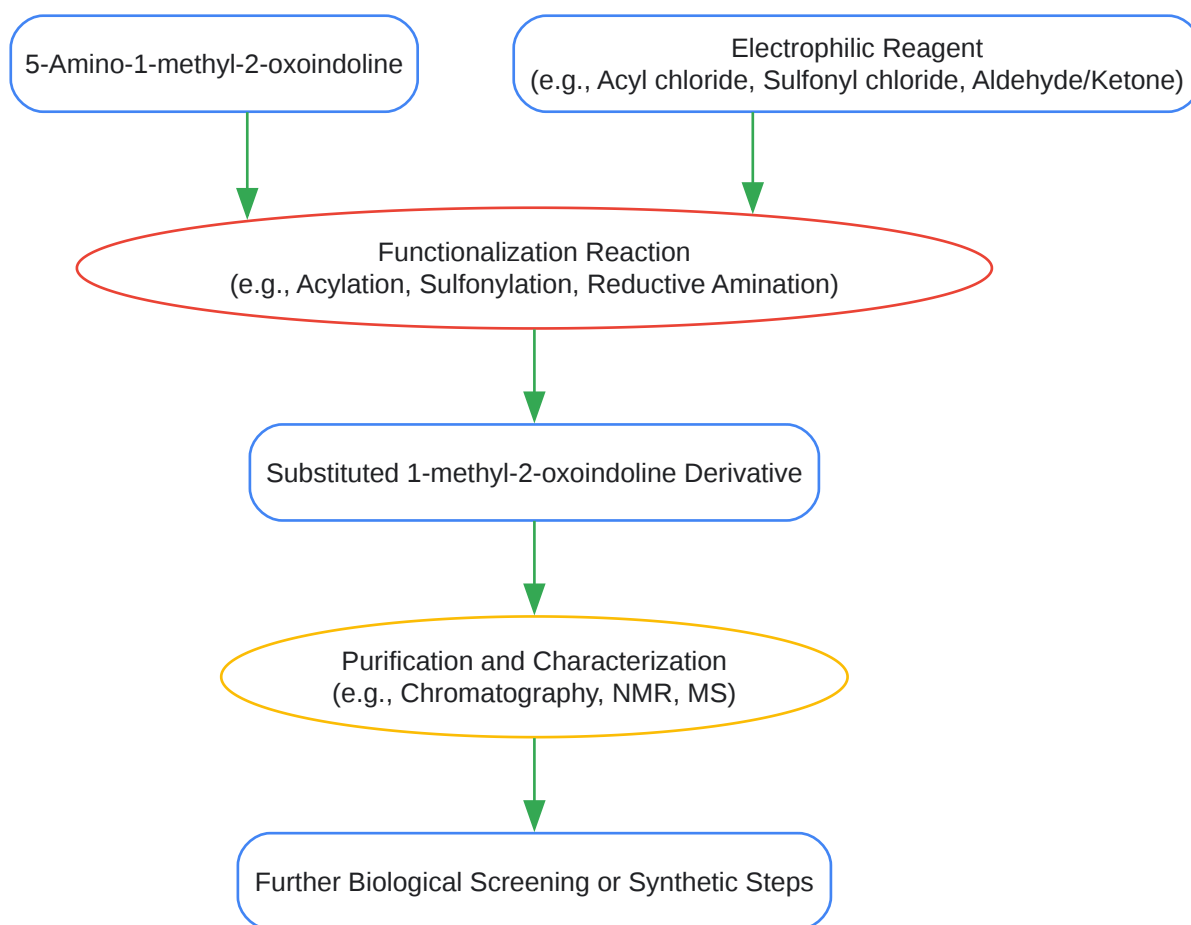 5-Amino-1-methyl-2-oxoindoline
Electrophilic Reagent
(e.g., Acyl chloride, Sulfonyl chloride, Aldehyde/Ketone)
Functionalization Reaction
(e.g., Acylation, Sulfonylation, Reductive Amination)
Substituted 1-methyl-2-oxoindoline Derivative
Purification and Characterization
(e.g., Chromatography, NMR, MS)
Further Biological Screening or Synthetic Steps